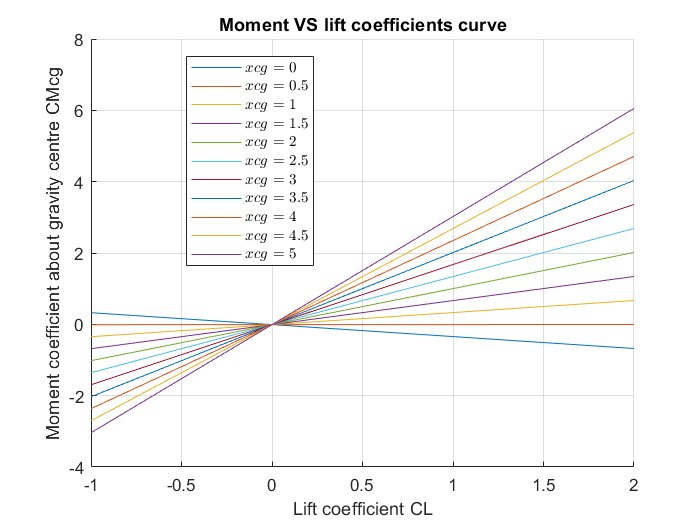 Moment VS lift coefficients curve
8
6
4
2
0
-2
-4
Moment coefficient about gravity centre CMcg
xcg = 0
xcg = 0.5
xcg = 1
xcg = 1.5
xcg = 2
xcg = 2.5
xcg = 3
xcg = 3.5
xcg = 4
xcg = 4.5
xcg = 5
-1 -0.5 0 0.5 1 1.5 2
Lift coefficient CL